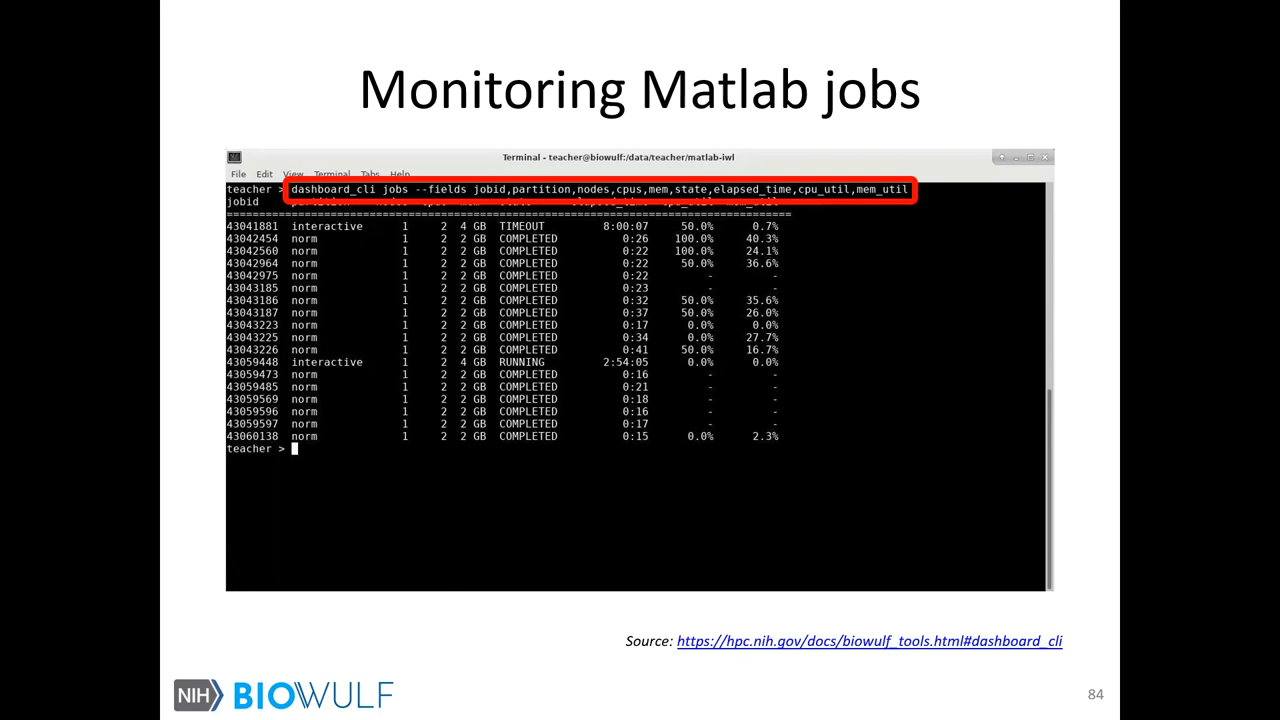 Monitoring Matlab jobs
Terminal - teacher@biowulf:/data/teacher/matlab-iwl
File Edit View Terminal Tabs Help
teacher > dashboard_cli jobs --fields jobid,partition,nodes,cpus,mem,state,elapsed_time,cpu_util,mem_util
jobid
===============================================================================
43041881 interactive 1 2 4 GB TIMEOUT 8:00:07 50.0% 0.7%
43042454 norm 1 2 2 GB COMPLETED 0:26 100.0% 40.3%
43042560 norm 1 2 2 GB COMPLETED 0:22 100.0% 24.1%
43042964 norm 1 2 2 GB COMPLETED 0:22 50.0% 36.6%
43042975 norm 1 2 2 GB COMPLETED 0:22 - -
43043185 norm 1 2 2 GB COMPLETED 0:23 - -
43043186 norm 1 2 2 GB COMPLETED 0:32 50.0% 35.6%
43043187 norm 1 2 2 GB COMPLETED 0:37 50.0% 26.0%
43043223 norm 1 2 2 GB COMPLETED 0:17 0.0% 0.0%
43043225 norm 1 2 2 GB COMPLETED 0:34 0.0% 27.7%
43043226 norm 1 2 2 GB COMPLETED 0:41 50.0% 16.7%
43059448 interactive 1 2 4 GB RUNNING 2:54:05 0.0% 0.0%
43059473 norm 1 2 2 GB COMPLETED 0:16 - -
43059485 norm 1 2 2 GB COMPLETED 0:21 - -
43059569 norm 1 2 2 GB COMPLETED 0:18 - -
43059596 norm 1 2 2 GB COMPLETED 0:16 - -
43059597 norm 1 2 2 GB COMPLETED 0:17 - -
43060138 norm 1 2 2 GB COMPLETED 0:15 0.0% 2.3%
teacher >
Source: https://hpc.nih.gov/docs/biowulf_tools.html#dashboard_cli
NIH BIOWULF
84